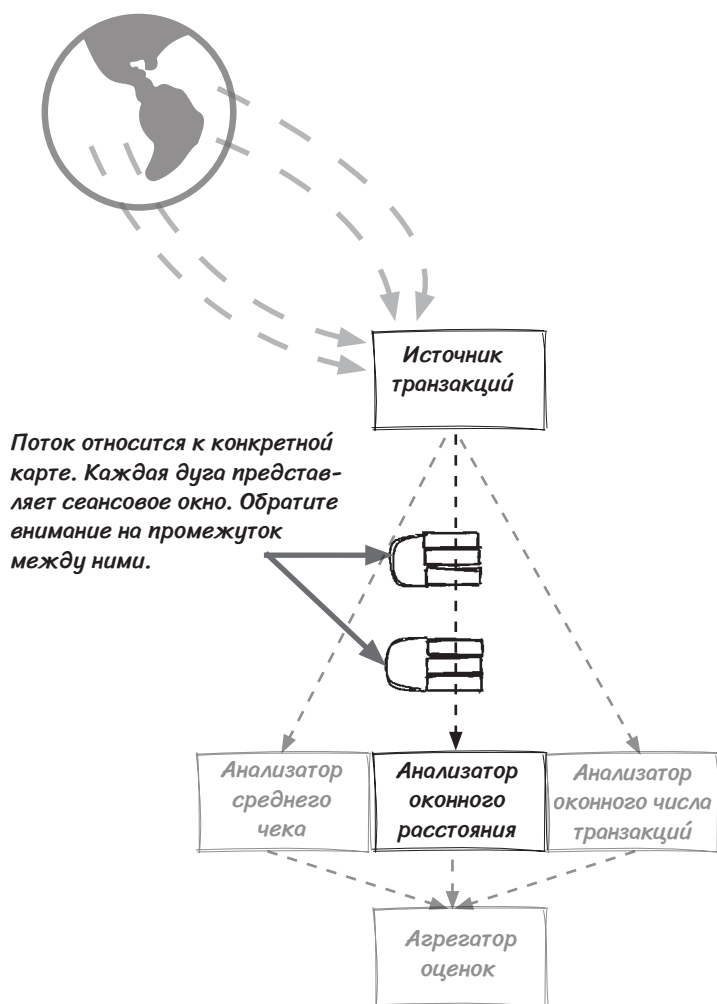 Источник
транзакций
Поток относится к конкретной
карте. Каждая дуга представ-
ляет сеансовое окно. Обратите
внимание на промежуток
между ними.
Анализатор
среднего
чека
Анализатор
оконного
расстояния
Анализатор
оконного числа
транзакций
Агрегатор
оценок